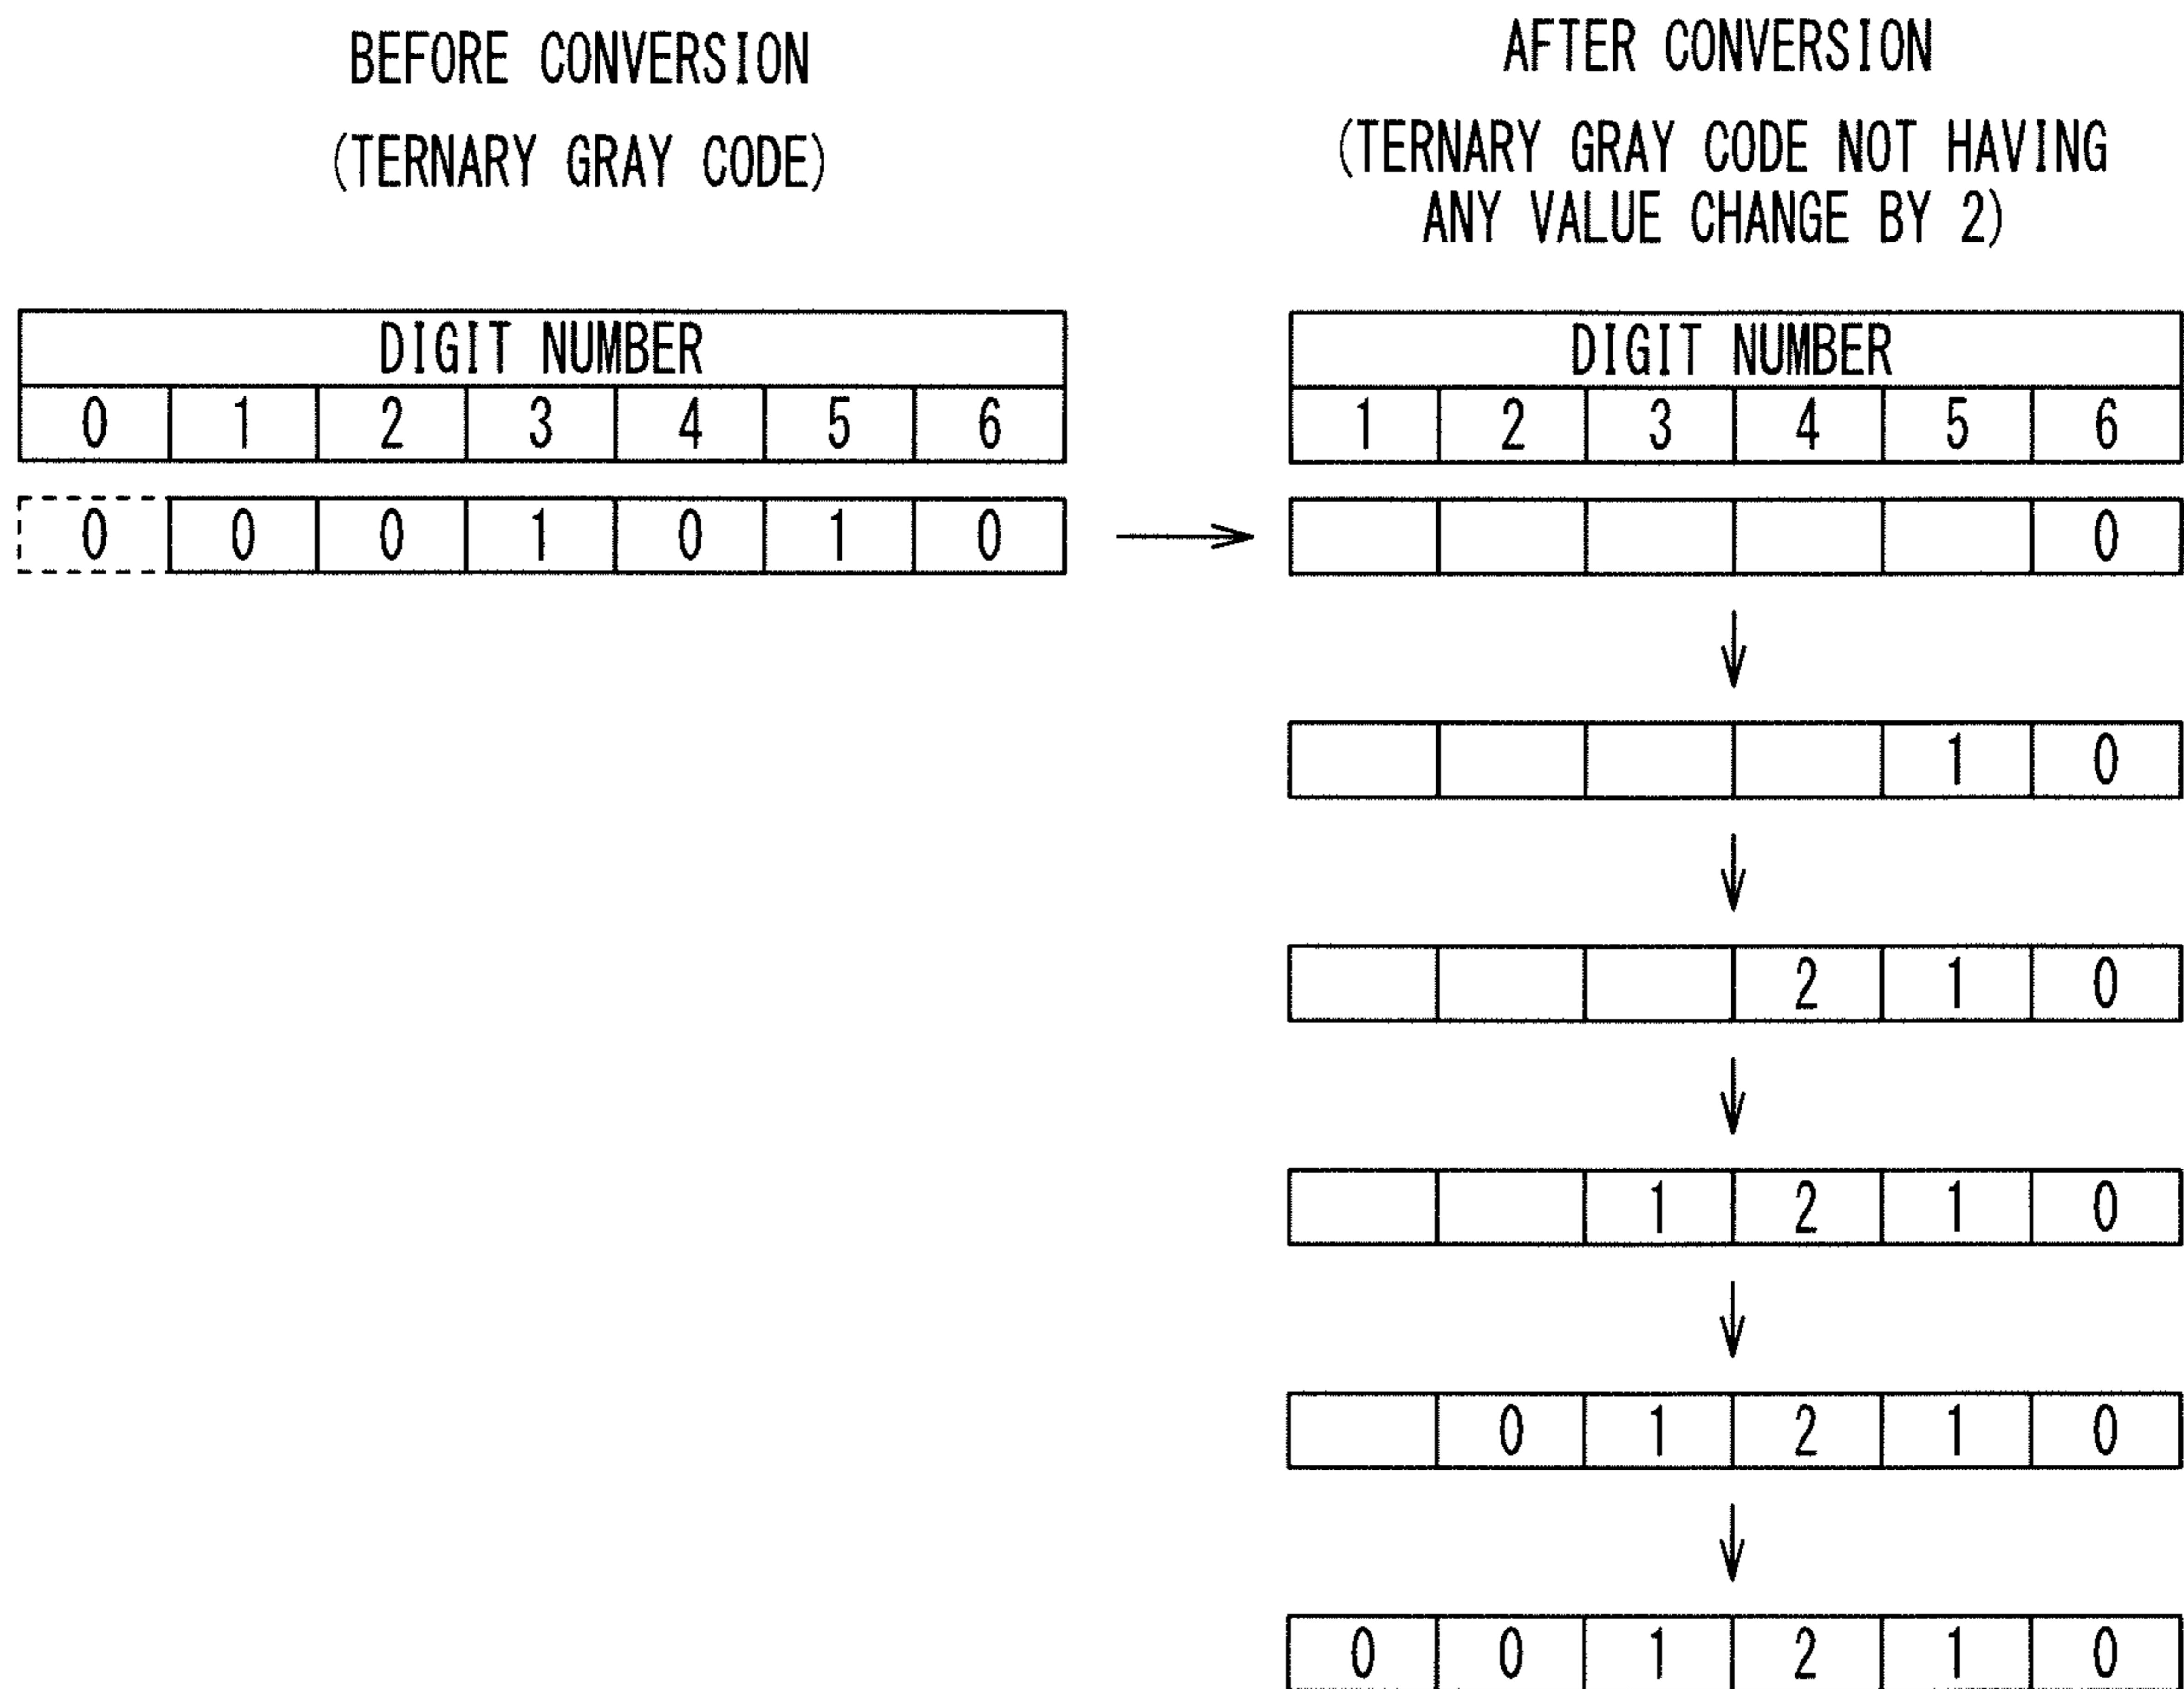 BEFORE CONVERSION
(TERNARY GRAY CODE)
AFTER CONVERSION
(TERNARY GRAY CODE NOT HAVING
ANY VALUE CHANGE BY 2)
DIGIT NUMBER
0 1 2 3 4 5 6
0 0 0 1 0 1 0
DIGIT NUMBER
1 2 3 4 5 6
0
1 0
2 1 0
1 2 1 0
0 1 2 1 0
0 0 1 2 1 0